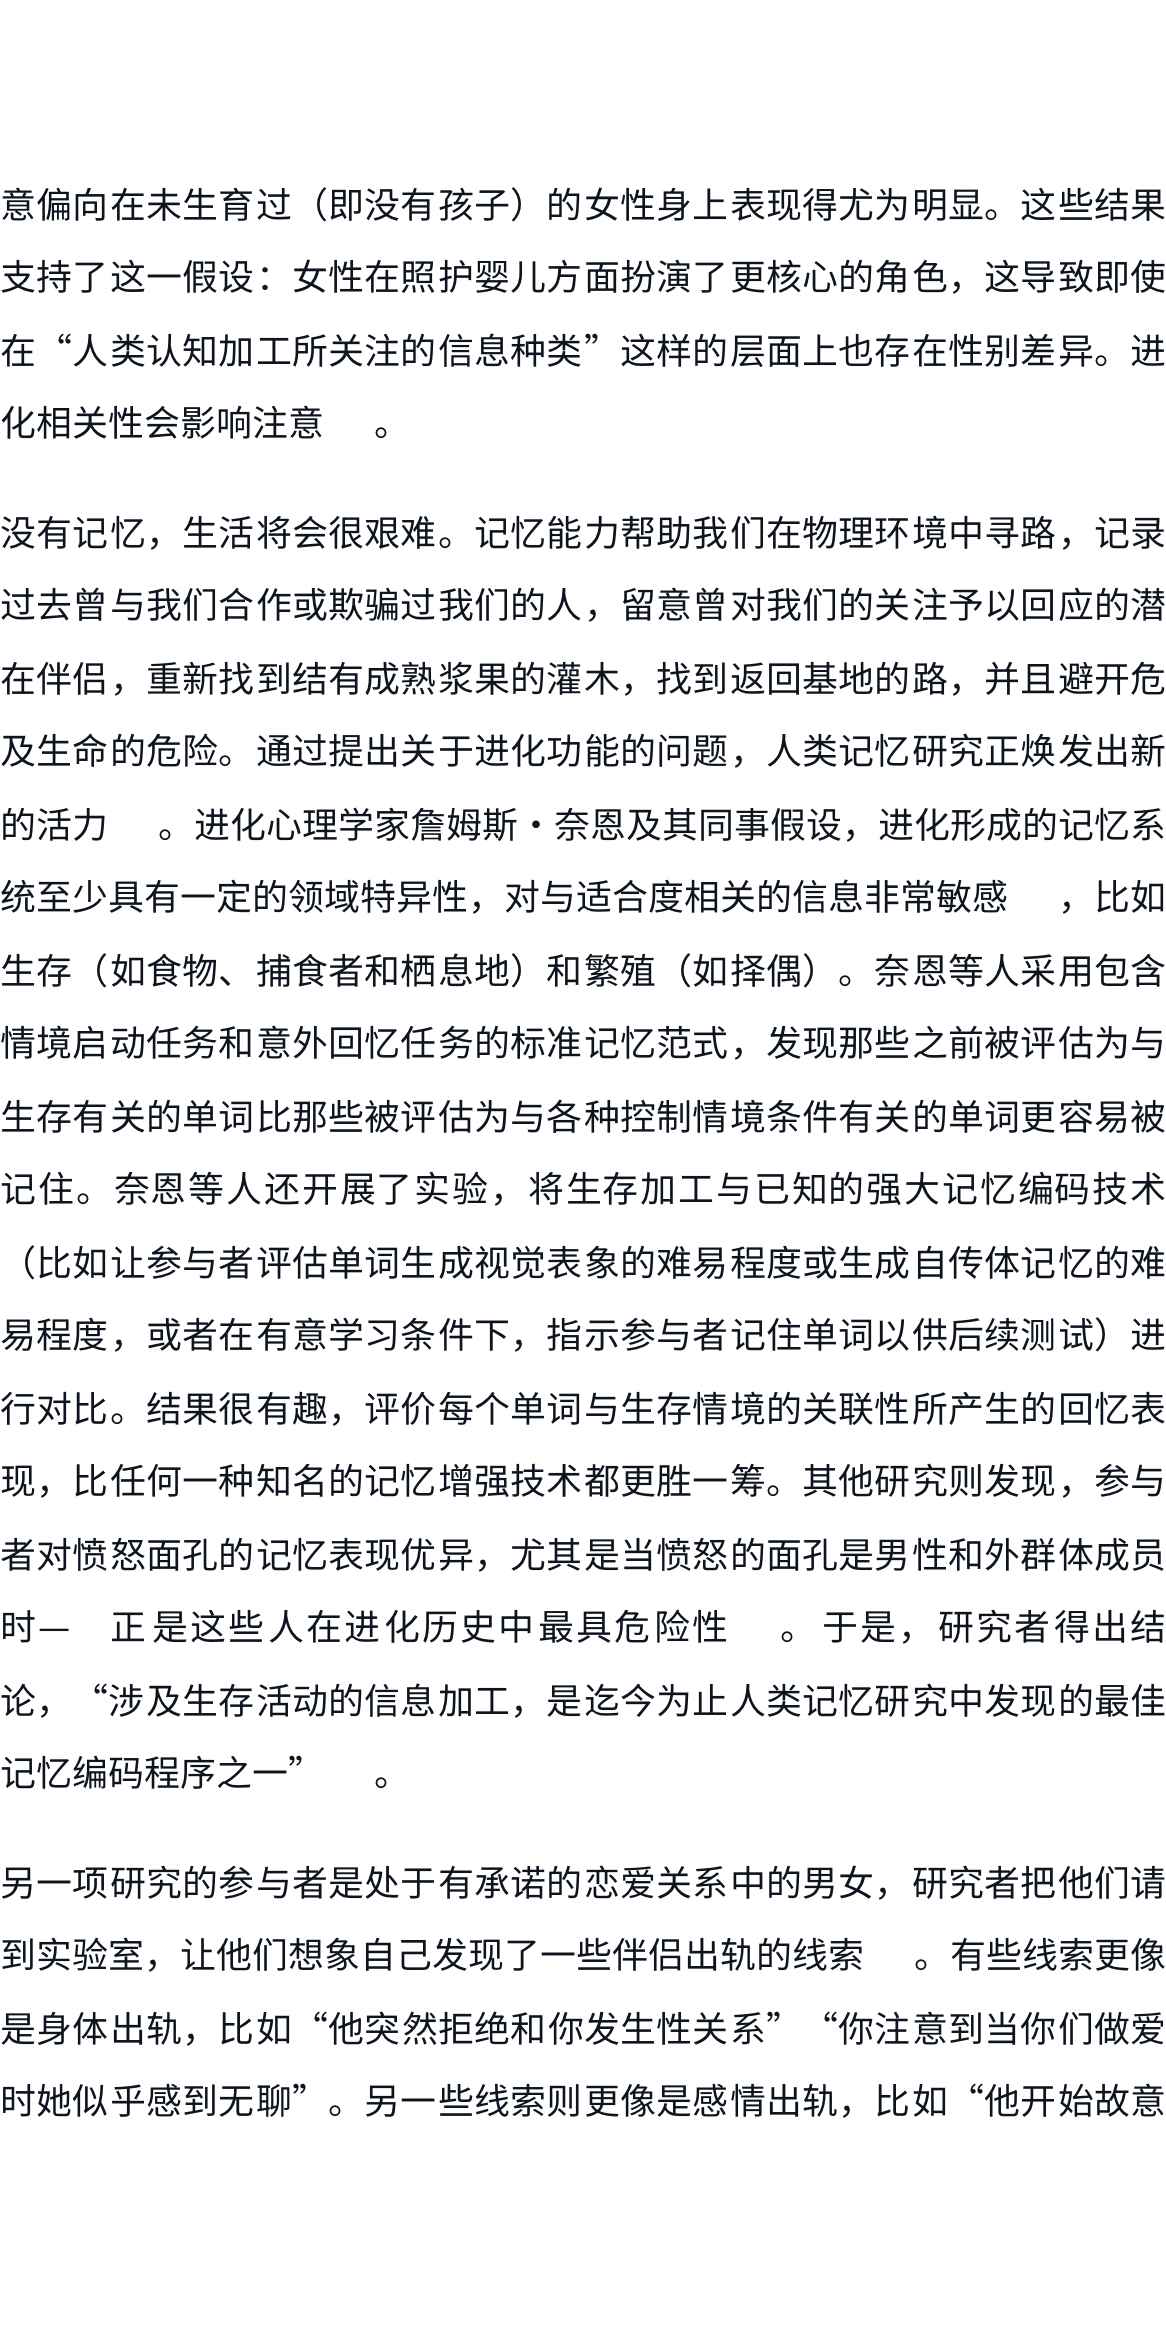 意偏向在未生育过（即没有孩子）的女性身上表现得尤为明显。这些结果
支持了这一假设：女性在照护婴儿方面扮演了更核心的角色，这导致即使
在“人类认知加工所关注的信息种类”这样的层面上也存在性别差异。进
化相关性会影响注意 。
没有记忆，生活将会很艰难。记忆能力帮助我们在物理环境中寻路，记录
过去曾与我们合作或欺骗过我们的人，留意曾对我们的关注予以回应的潜
在伴侣，重新找到结有成熟浆果的灌木，找到返回基地的路，并且避开危
及生命的危险。通过提出关于进化功能的问题，人类记忆研究正焕发出新
的活力 。进化心理学家詹姆斯·奈恩及其同事假设，进化形成的记忆系
统至少具有一定的领域特异性，对与适合度相关的信息非常敏感 ，比如
生存（如食物、捕食者和栖息地）和繁殖（如择偶）。奈恩等人采用包含
情境启动任务和意外回忆任务的标准记忆范式，发现那些之前被评估为与
生存有关的单词比那些被评估为与各种控制情境条件有关的单词更容易被
记住。奈恩等人还开展了实验，将生存加工与已知的强大记忆编码技术
（比如让参与者评估单词生成视觉表象的难易程度或生成自传体记忆的难
易程度，或者在有意学习条件下，指示参与者记住单词以供后续测试）进
行对比。结果很有趣，评价每个单词与生存情境的关联性所产生的回忆表
现，比任何一种知名的记忆增强技术都更胜一筹。其他研究则发现，参与
者对愤怒面孔的记忆表现优异，尤其是当愤怒的面孔是男性和外群体成员
时— 正是这些人在进化历史中最具危险性 。于是，研究者得出结
论，“涉及生存活动的信息加工，是迄今为止人类记忆研究中发现的最佳
记忆编码程序之一” 。
另一项研究的参与者是处于有承诺的恋爱关系中的男女，研究者把他们请
到实验室，让他们想象自己发现了一些伴侣出轨的线索 。有些线索更像
是身体出轨，比如“他突然拒绝和你发生性关系”“你注意到当你们做爱
时她似乎感到无聊”。另一些线索则更像是感情出轨，比如“他开始故意